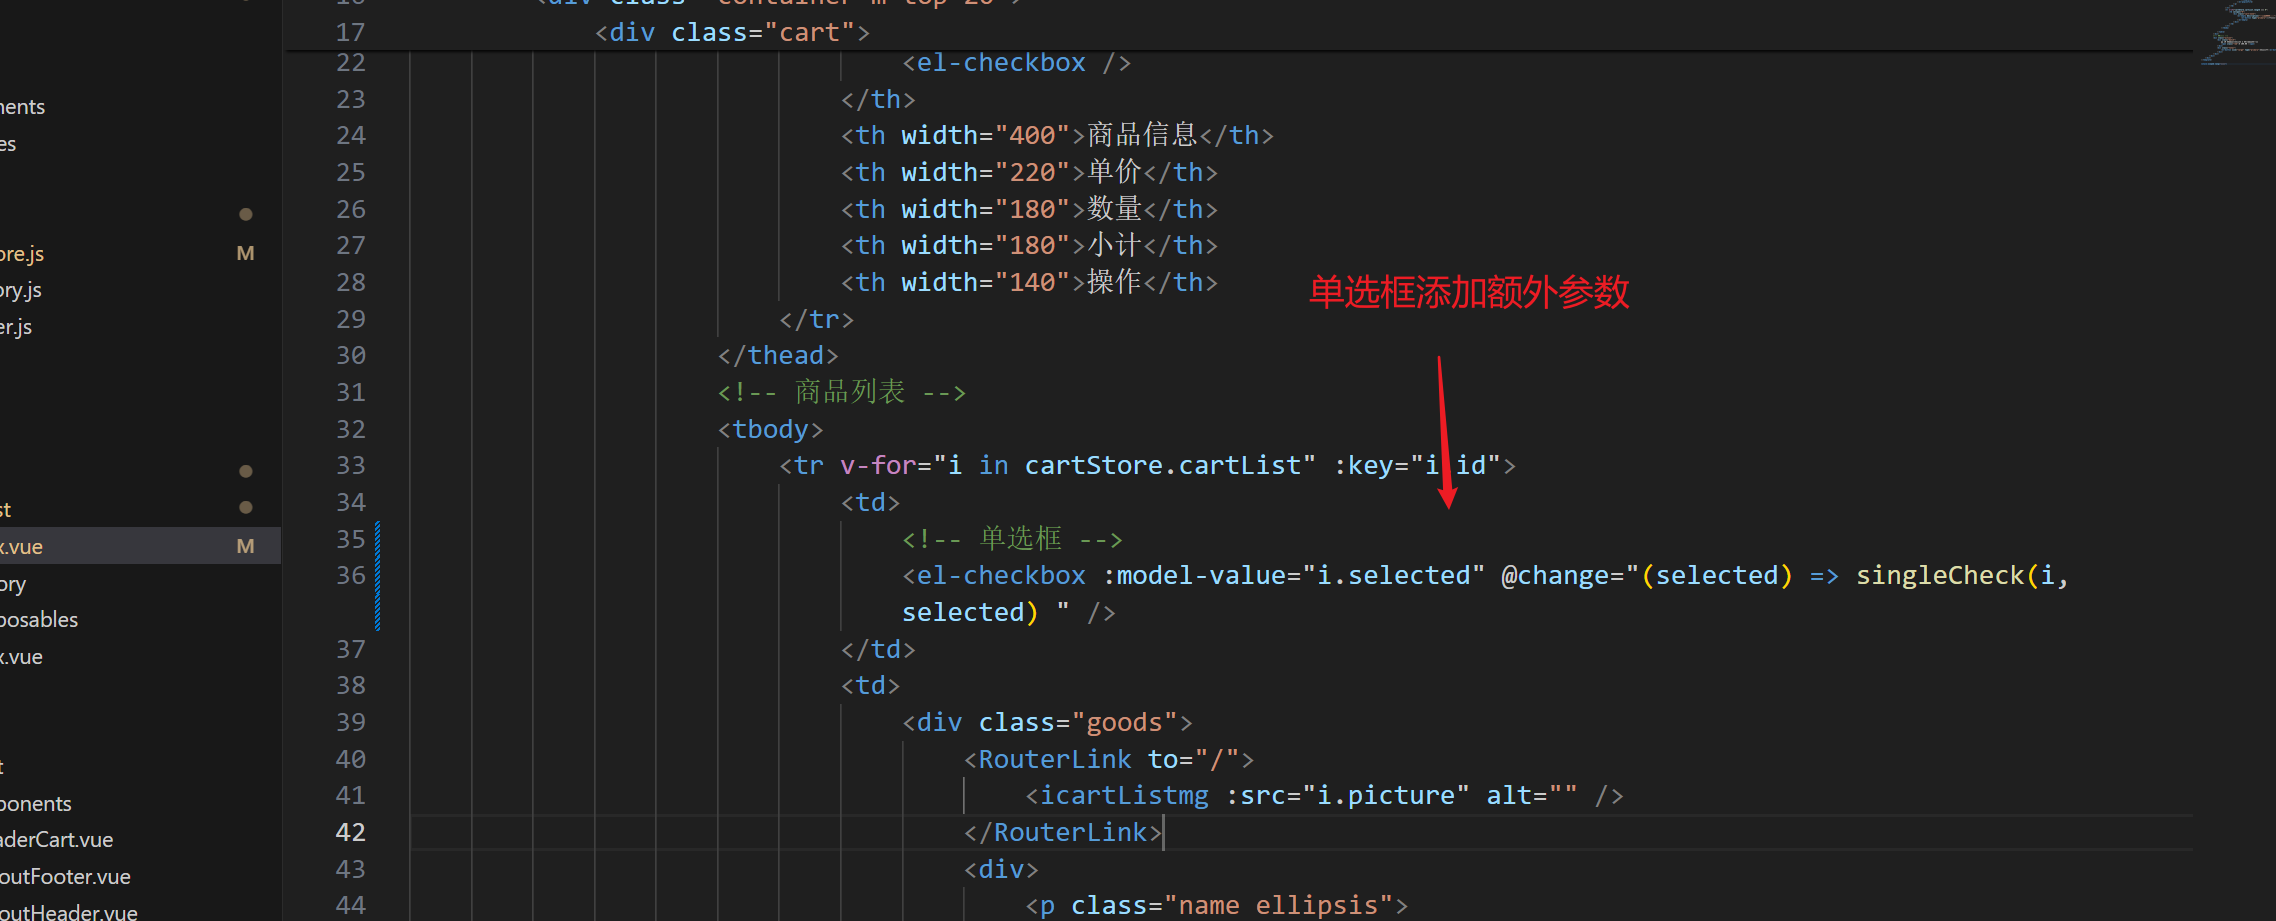 17 <div class="cart">
22 <el-checkbox />
23 </th>
24 <th width="400">商品信息</th>
25 <th width="220">单价</th>
26 <th width="180">数量</th>
27 <th width="180">小计</th>
28 <th width="140">操作</th>
单选框添加额外参数
29 </tr>
30 </thead>
31 <!-- 商品列表 -->
32 <tbody>
33 <tr v-for="i in cartStore.cartList" :key="i.id">
34 <td>
35 <!-- 单选框 -->
36 <el-checkbox :model-value="i.selected" @change="(selected) => singleCheck(i,
selected) " />
37 </td>
38 <td>
39 <div class="goods">
40 <RouterLink to="/">
41 <icartListmg :src="i.picture" alt="" />
42 </RouterLink>
43 <div>
44 <p class="name ellipsis">
nents
es
ore.js M
ory.js
er.js
st
x.vue M
ory
posables
x.vue
t
ponents
aderCart.vue
outFooter.vue
outHeader.vue